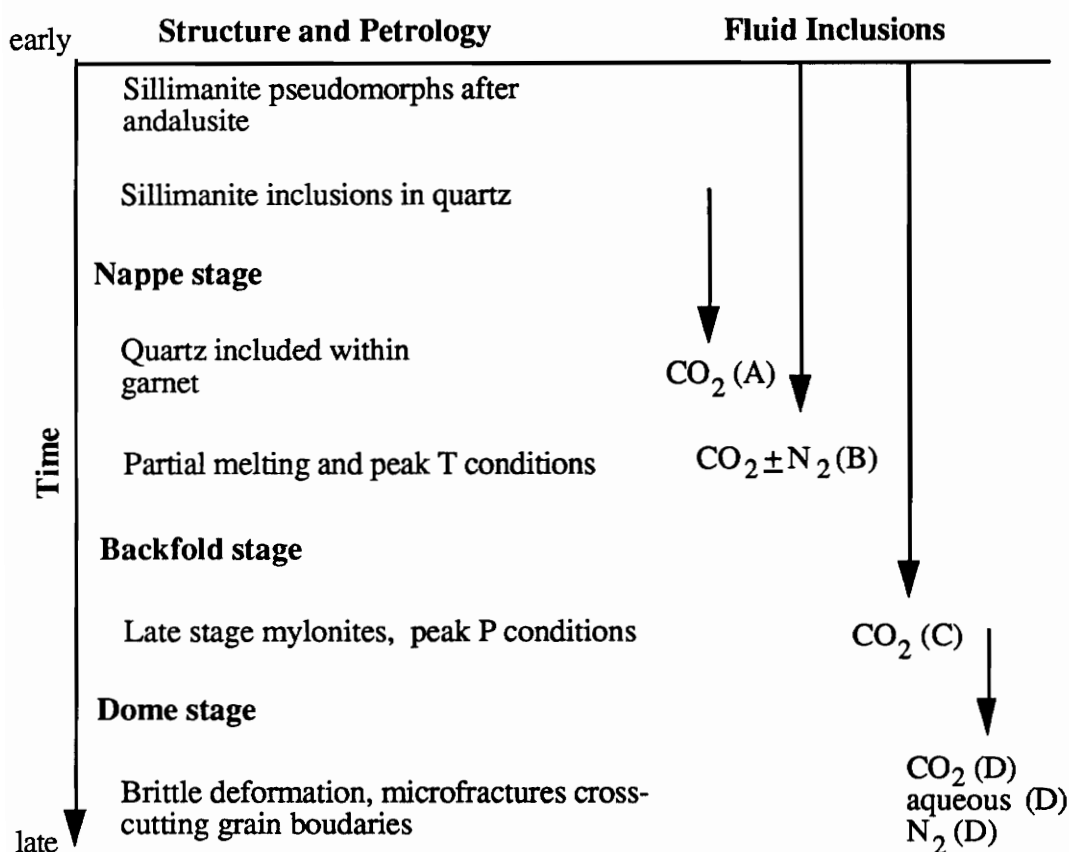 early
Structure and Petrology
Fluid Inclusions
Sillimanite pseudomorphs after
andalusite
Sillimanite inclusions in quartz
Nappe stage
Quartz included within
garnet
CO2 (A)
Time
Partial melting and peak T conditions
CO2±N2(B)
Backfold stage
Late stage mylonites, peak P conditions
CO2 (C)
Dome stage
Brittle deformation, microfractures cross-
cutting grain boudaries
CO2 (D)
aqueous (D)
N2 (D)
late